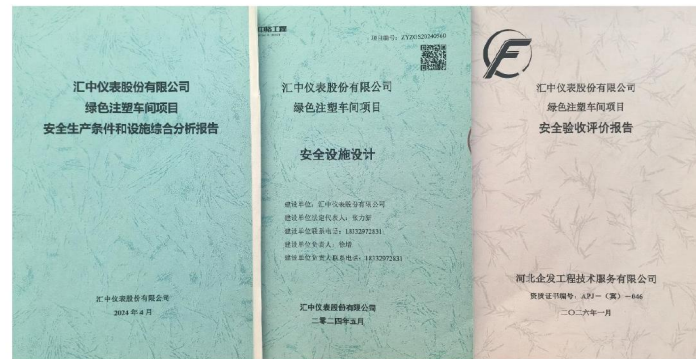 汇中仪表股份有限公司
绿色注塑车间项目
安全生产条件和设施综合分析报告
汇中仪表股份有限公司
2024 年 4 月
项目编号：ZYZX1S20240560
汇中仪表股份有限公司
绿色注塑车间项目
安全设施设计
建设单位：汇中仪表股份有限公司
建设单位法定代表人：张力新
建设单位联系电话：18132972831
建设单位负责人：徐增
建设单位负责人联系电话：18132972831
汇中仪表股份有限公司
二零二四年五月
汇中仪表股份有限公司
绿色注塑车间项目
安全验收评价报告
河北企发工程技术服务有限公司
资质证书编号：APJ－（冀）－046
二〇二六年一月